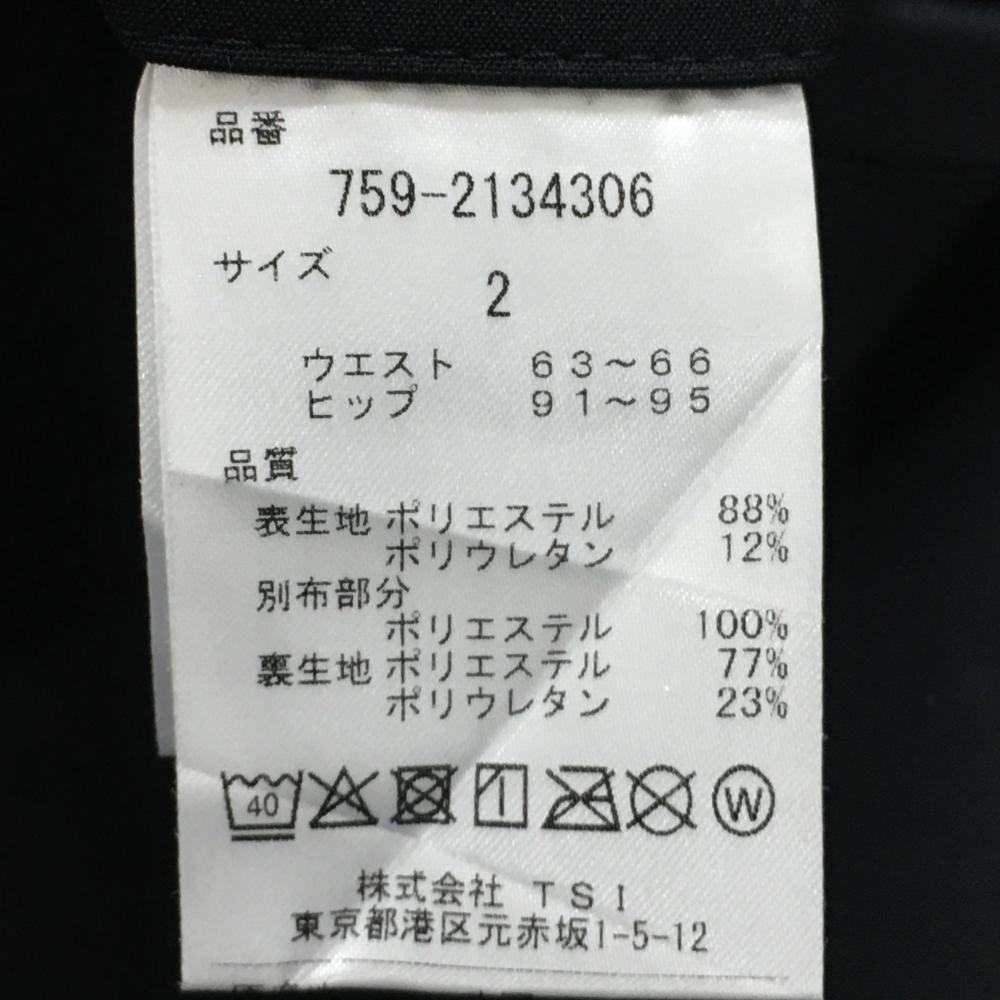 品番
759-2134306
サイズ
2
ウエスト 63～66
ヒップ 91～95
品質
表生地 ポリエステル 88%
ポリウレタン 12%
別布部分
ポリエステル 100%
裏生地 ポリエステル 77%
ポリウレタン 23%
40 W
株式会社 TSI
東京都港区元赤坂1-5-12